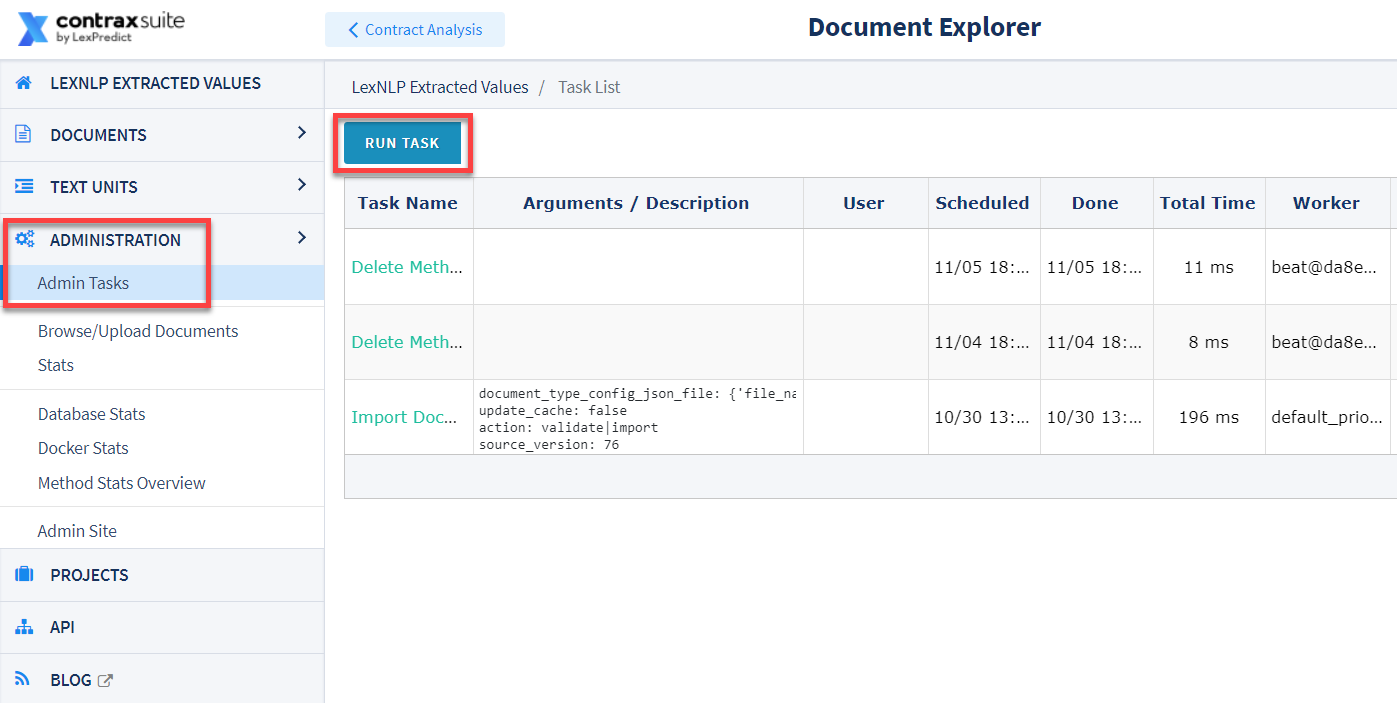 contraxsuite
by LexPredict
Contract Analysis
Document Explorer
LEXNLP EXTRACTED VALUES
DOCUMENTS
TEXT UNITS
ADMINISTRATION
Admin Tasks
Browse/Upload Documents
Stats
Database Stats
Docker Stats
Method Stats Overview
Admin Site
PROJECTS
API
BLOG
LexNLP Extracted Values / Task List
RUN TASK
Task Name Arguments / Description User Scheduled Done Total Time Worker
Delete Meth... 11/05 18:... 11/05 18:... 11 ms beat@da8e...
Delete Meth... 11/04 18:... 11/04 18:... 8 ms beat@da8e...
Import Doc... 10/30 13:... 10/30 13:... 196 ms default_prio...
document_type_config_json_file: {'file_na
update_cache: false
action: validate|import
source_version: 76